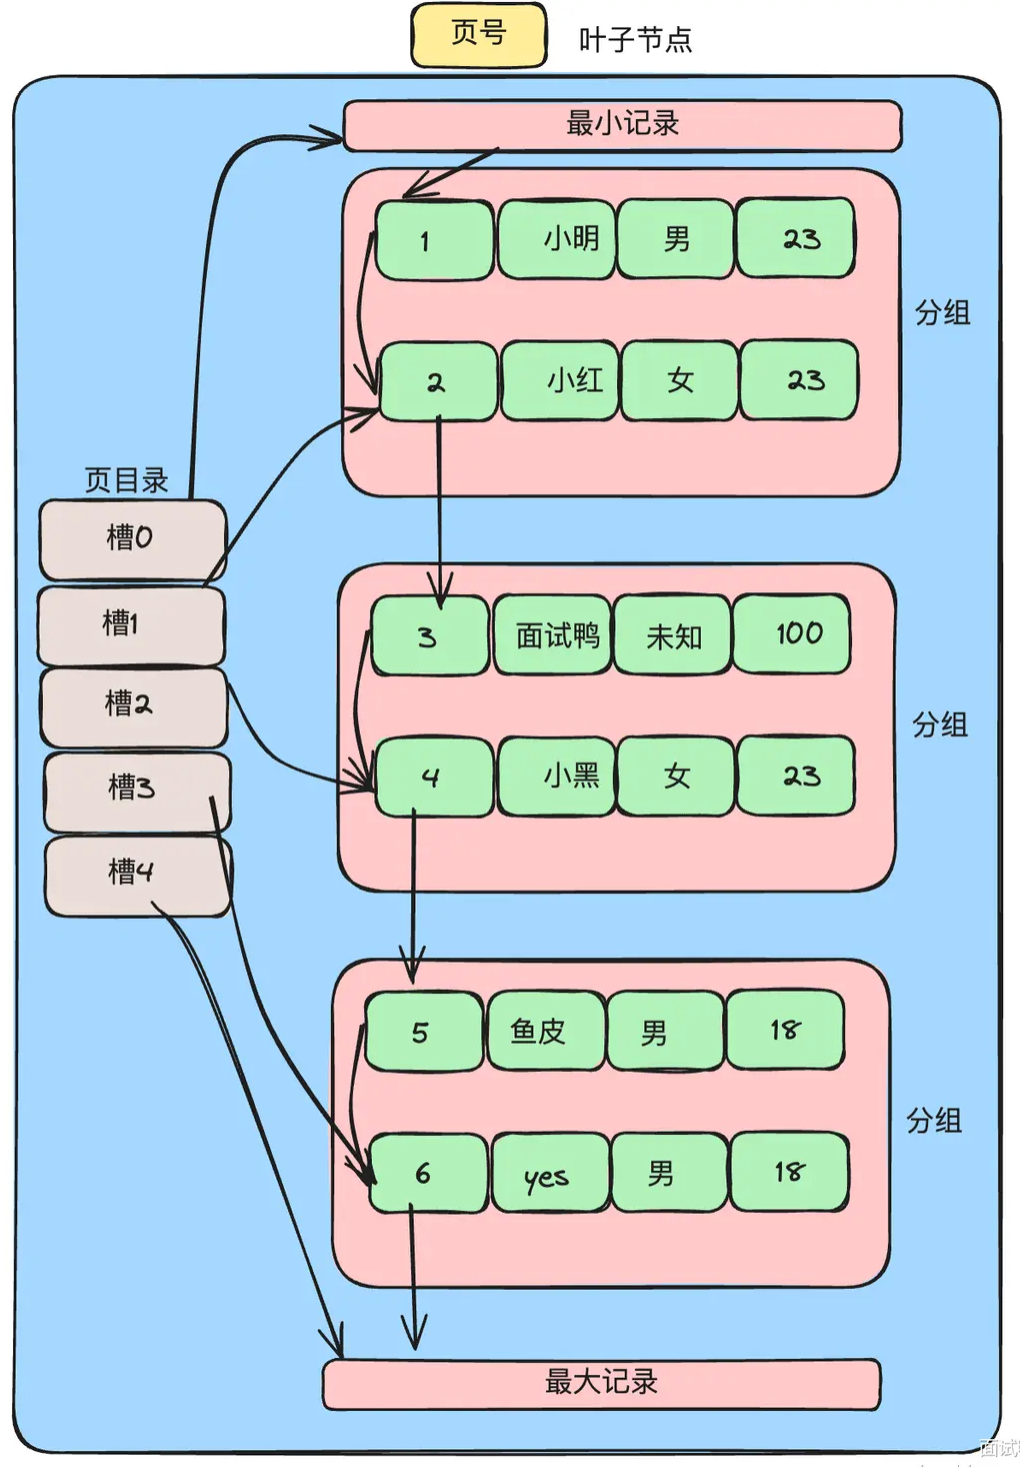 页号 叶子节点
最小记录
1 小明 男 23
分组
2 小红 女 23
页目录
槽0
槽1
槽2
槽3
槽4
3 面试鸭 未知 100
分组
4 小黑 女 23
5 鱼皮 男 18
分组
6 yes 男 18
最大记录
面试